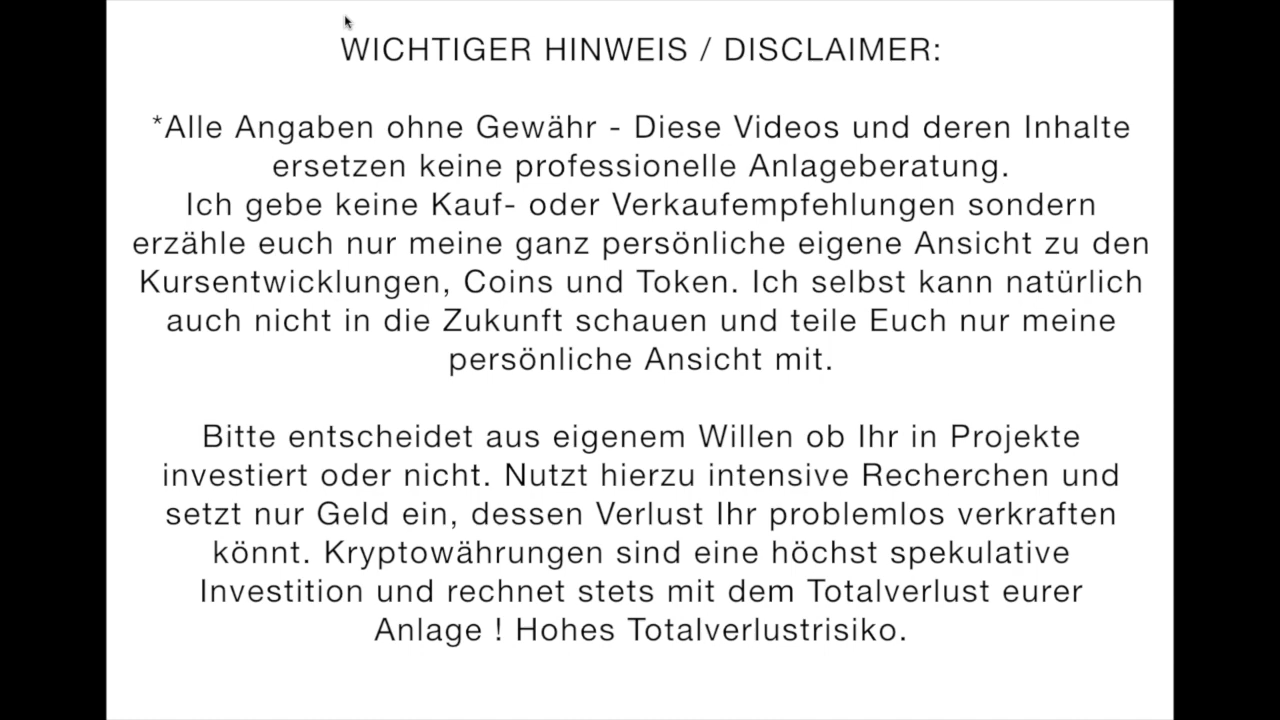 WICHTIGER HINWEIS / DISCLAIMER:
*Alle Angaben ohne Gewähr - Diese Videos und deren Inhalte
ersetzen keine professionelle Anlageberatung.
Ich gebe keine Kauf- oder Verkaufempfehlungen sondern
erzähle euch nur meine ganz persönliche eigene Ansicht zu den
Kursentwicklungen, Coins und Token. Ich selbst kann natürlich
auch nicht in die Zukunft schauen und teile Euch nur meine
persönliche Ansicht mit.
Bitte entscheidet aus eigenem Willen ob Ihr in Projekte
investiert oder nicht. Nutzt hierzu intensive Recherchen und
setzt nur Geld ein, dessen Verlust Ihr problemlos verkraften
könnt. Kryptowährungen sind eine höchst spekulative
Investition und rechnet stets mit dem Totalverlust eurer
Anlage ! Hohes Totalverlustrisiko.